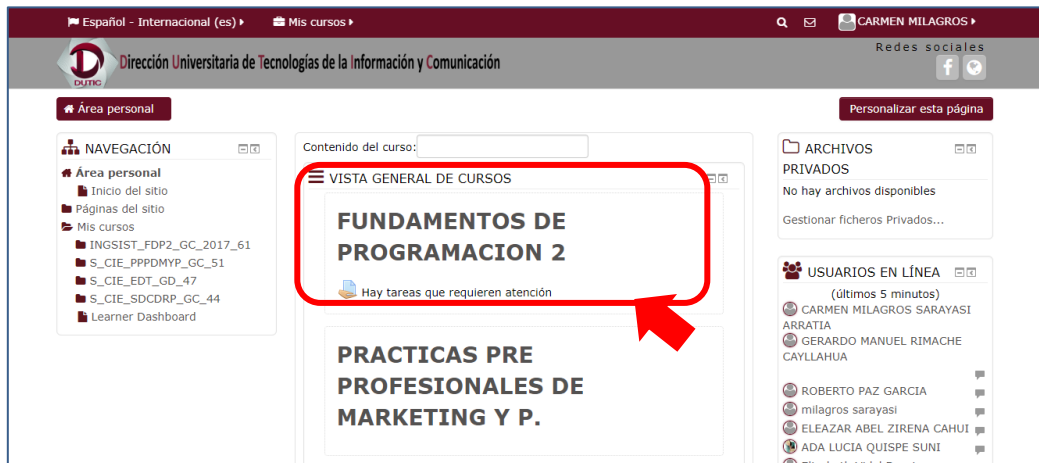 Español - Internacional (es)
Mis cursos
CARMEN MILAGROS
DUTIC
Dirección Universitaria de Tecnologías de la Información y Comunicación
Redes sociales
Área personal
Personalizar esta página
NAVEGACIÓN
Área personal
Inicio del sitio
Páginas del sitio
Mis cursos
INGSIST_FDP2_GC_2017_61
S_CIE_PPPDMYP_GC_51
S_CIE_EDT_GD_47
S_CIE_SDCDRP_GC_44
Learner Dashboard
Contenido del curso:
VISTA GENERAL DE CURSOS
FUNDAMENTOS DE
PROGRAMACION 2
Hay tareas que requieren atención
PRACTICAS PRE
PROFESIONALES DE
MARKETING Y P.
ARCHIVOS
PRIVADOS
No hay archivos disponibles
Gestionar ficheros Privados...
USUARIOS EN LÍNEA
(últimos 5 minutos)
CARMEN MILAGROS SARAYASI
ARRATIA
GERARDO MANUEL RIMACHE
CAYLLAHUA
ROBERTO PAZ GARCIA
milagros sarayasi
ELEAZAR ABEL ZIRENA CAHUI
ADA LUCIA QUISPE SUNI